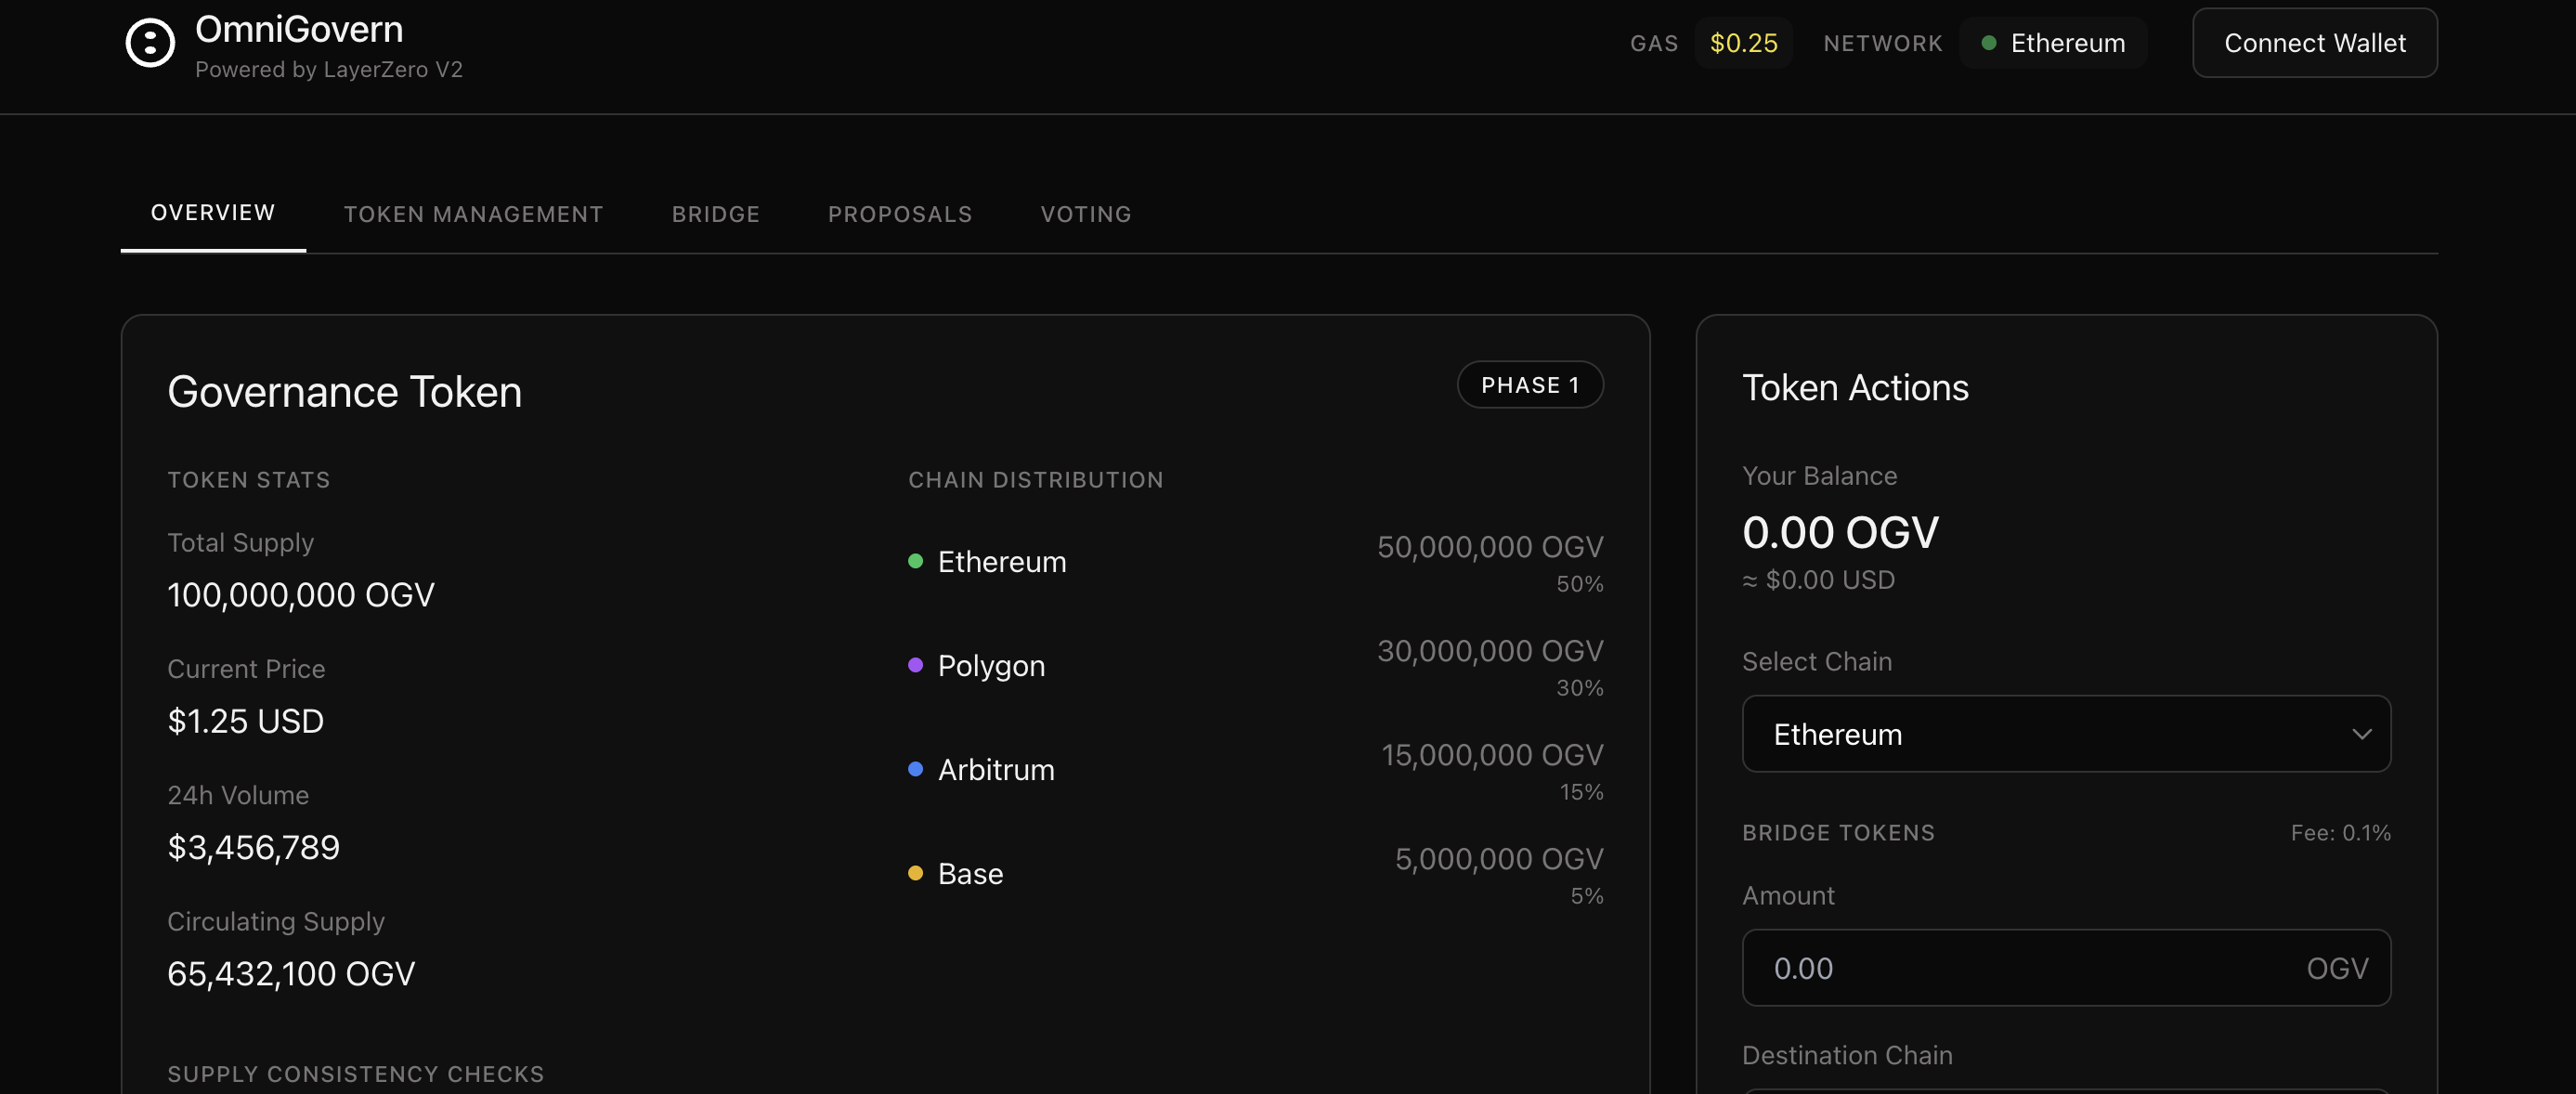 OmniGovern
Powered by LayerZero V2
GAS $0.25 NETWORK Ethereum Connect Wallet
OVERVIEW TOKEN MANAGEMENT BRIDGE PROPOSALS VOTING
Governance Token
PHASE 1
TOKEN STATS
Total Supply
100,000,000 OGV
Current Price
$1.25 USD
24h Volume
$3,456,789
Circulating Supply
65,432,100 OGV
CHAIN DISTRIBUTION
Ethereum 50,000,000 OGV
50%
Polygon 30,000,000 OGV
30%
Arbitrum 15,000,000 OGV
15%
Base 5,000,000 OGV
5%
SUPPLY CONSISTENCY CHECKS
Token Actions
Your Balance
0.00 OGV
≈ $0.00 USD
Select Chain
Ethereum
BRIDGE TOKENS Fee: 0.1%
Amount
0.00 OGV
Destination Chain